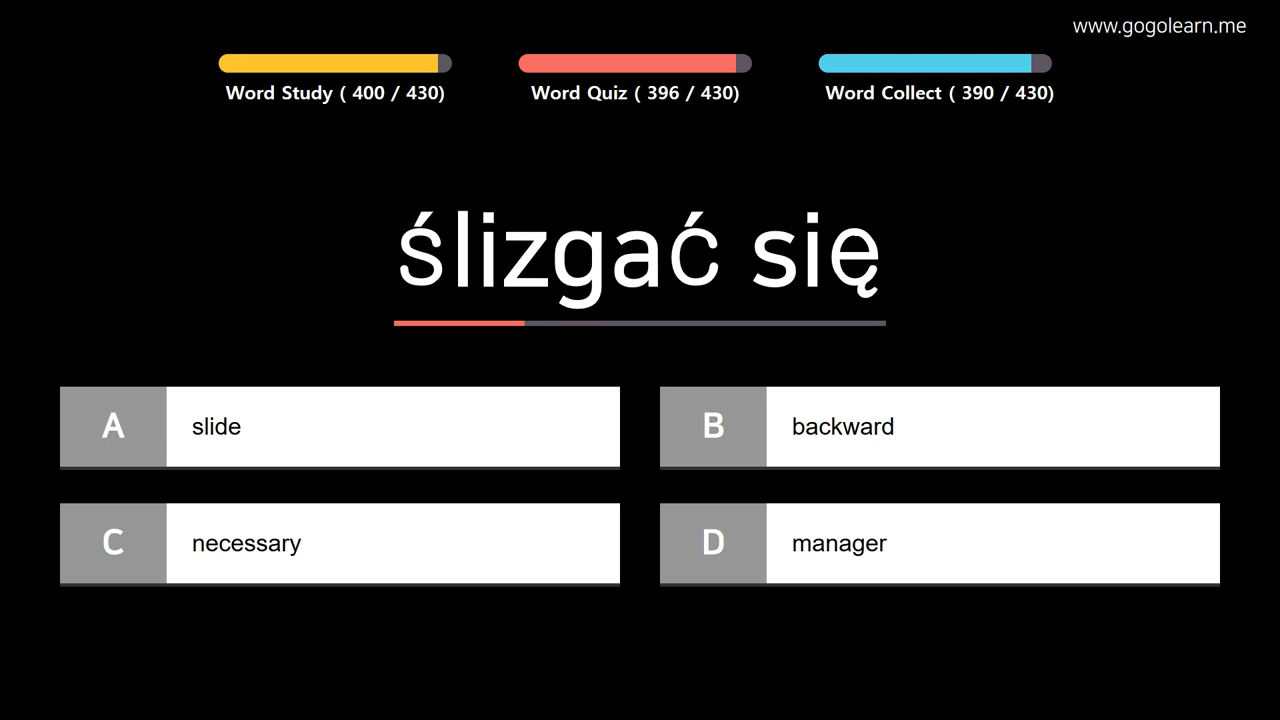 www.gogolearn.me
Word Study ( 400 / 430)
Word Quiz ( 396 / 430)
Word Collect ( 390 / 430)
ślizgać się
A slide
B backward
C necessary
D manager